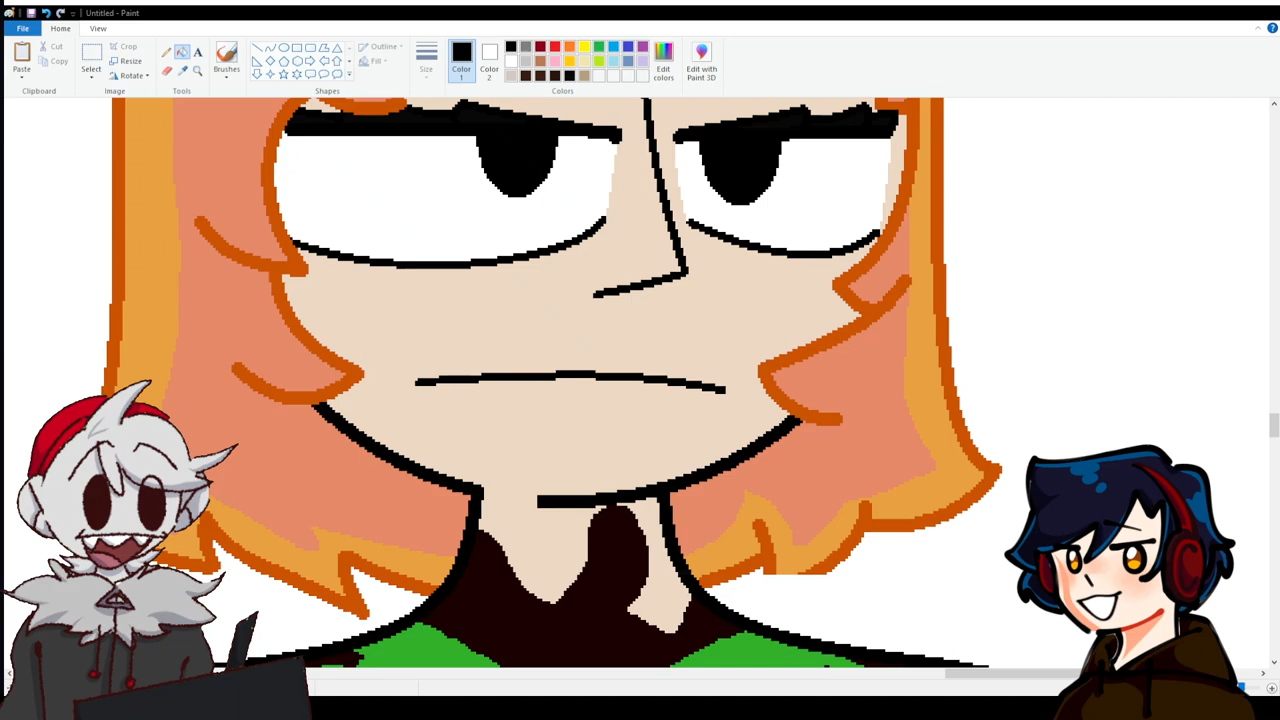 Untitled - Paint
File Home View
Paste Cut Copy Clipboard
Select Crop Resize Rotate Image
A Tools
Brushes
Outline Fill Shapes
Size
Color 1 Color 2 Edit colors Colors
Edit with Paint 3D